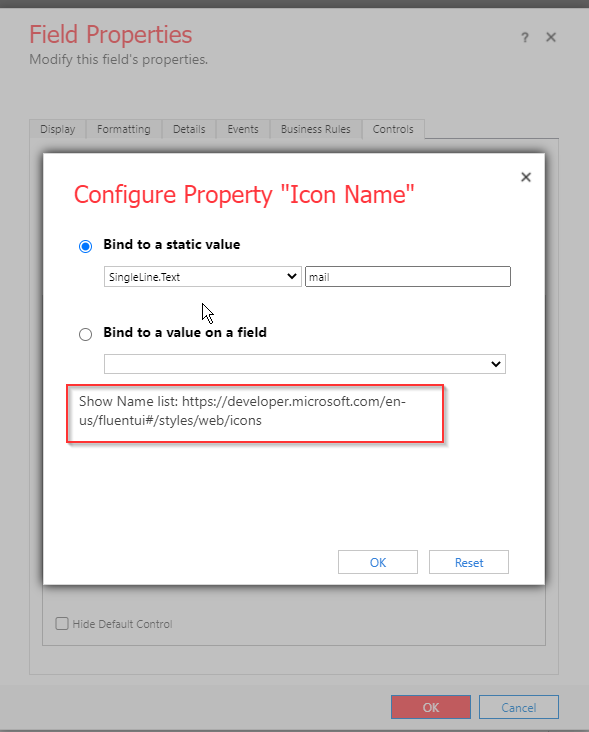 Field Properties
? ×
Modify this field's properties.
Display Formatting Details Events Business Rules Controls
×
Configure Property "Icon Name"
Bind to a static value
SingleLine.Text mail
Bind to a value on a field
Show Name list: https://developer.microsoft.com/en-
us/fluentui#/styles/web/icons
OK Reset
Hide Default Control
OK Cancel